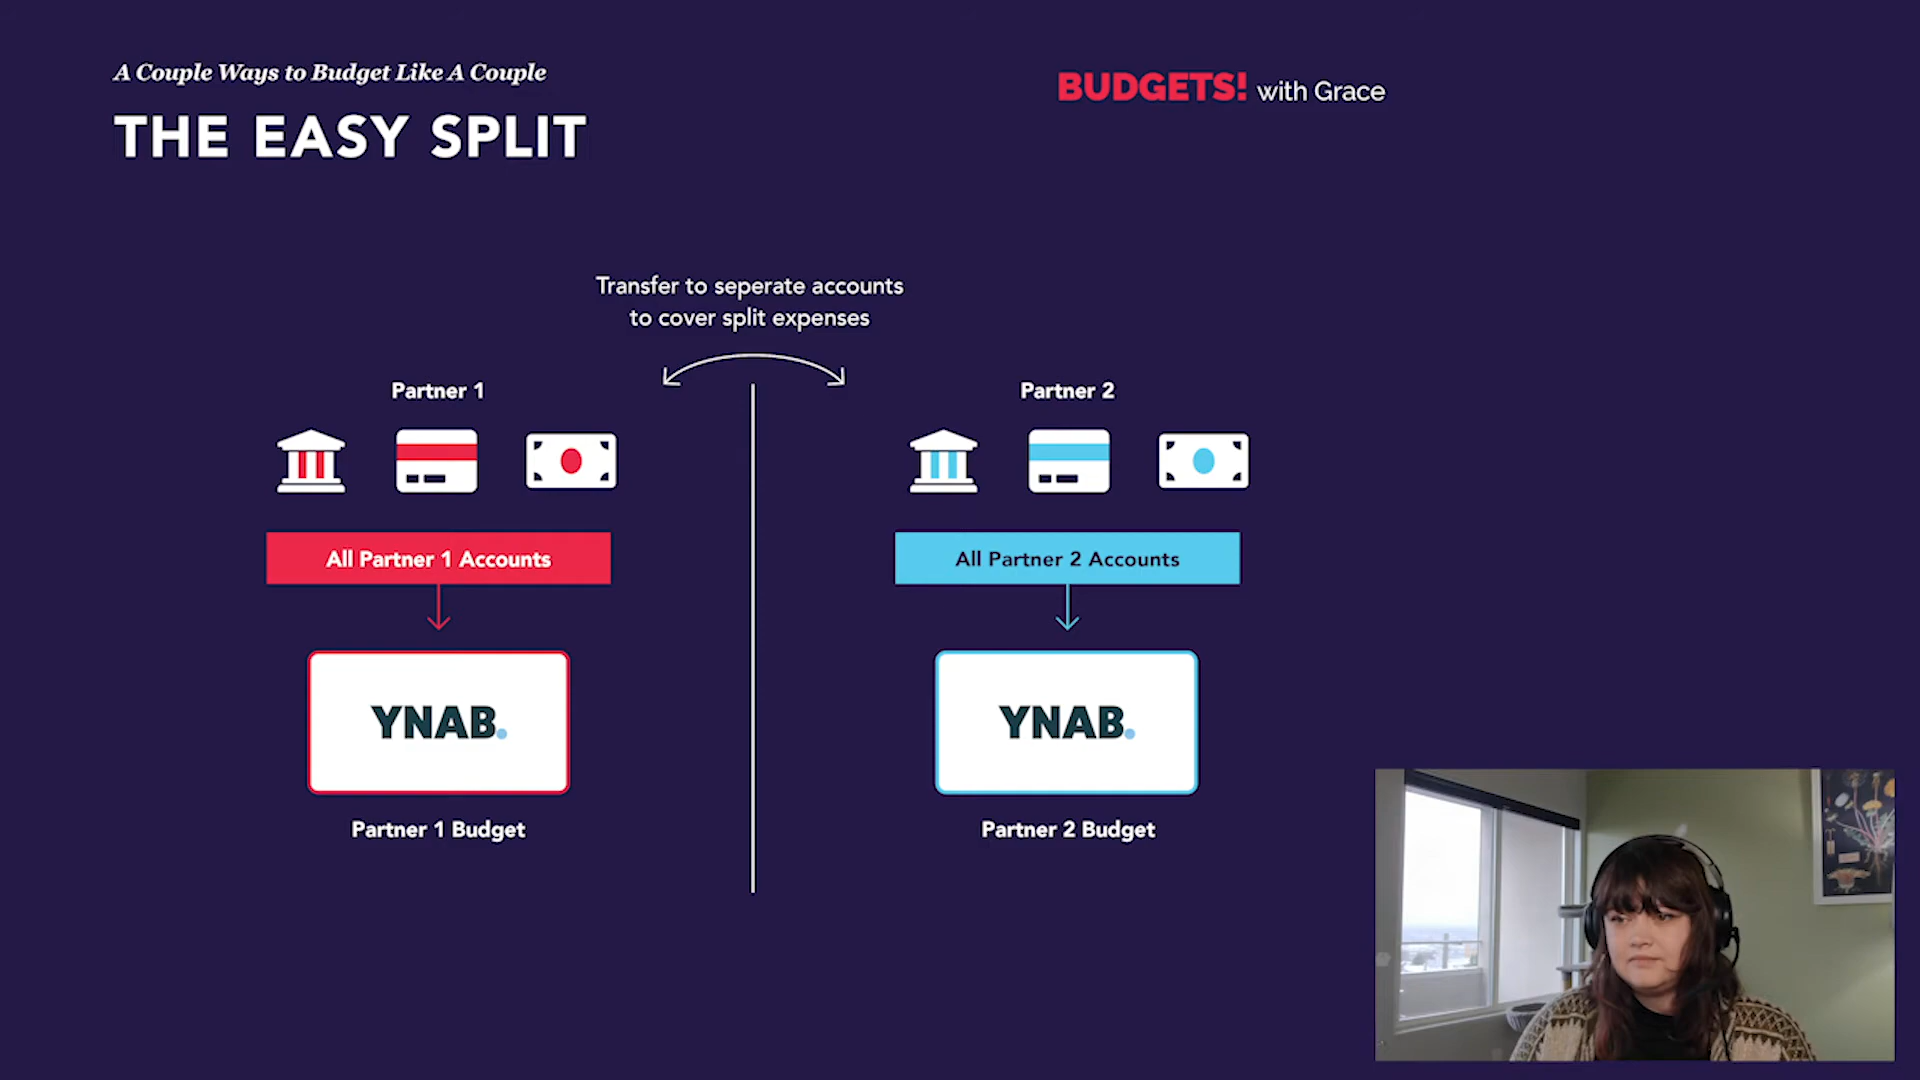 A Couple Ways to Budget Like A Couple
THE EASY SPLIT
BUDGETS! with Grace
Transfer to seperate accounts
to cover split expenses
Partner 1
Partner 2
All Partner 1 Accounts
All Partner 2 Accounts
YNAB.
YNAB.
Partner 1 Budget
Partner 2 Budget